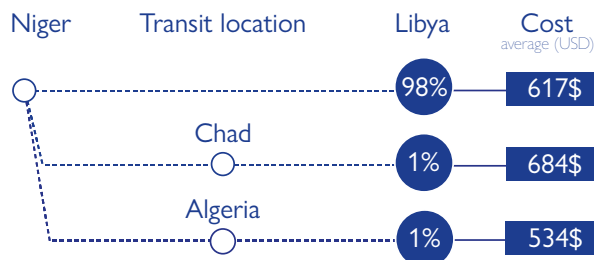 Niger Transit location Libya Cost
average (USD)
98% 617$
Chad
1% 684$
Algeria
1% 534$